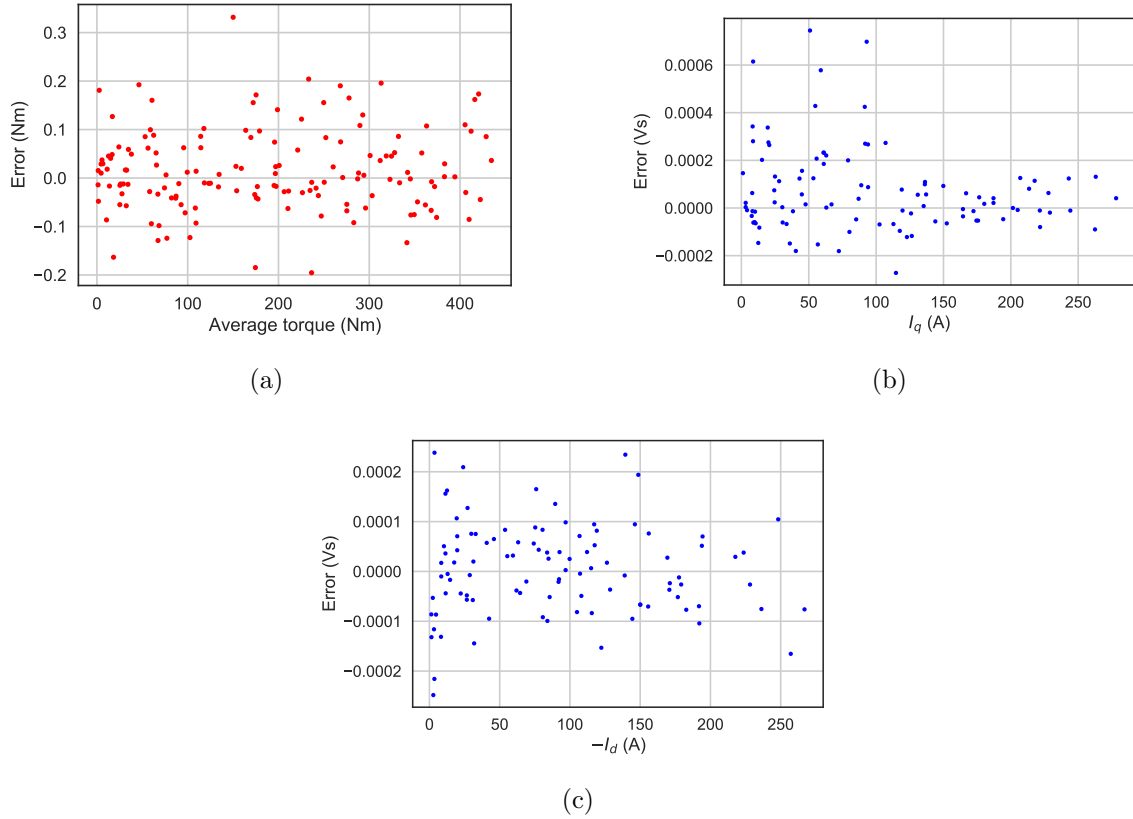 0.3
0.2
0.1
0.0
−0.1
−0.2
Error (Nm)
0 100 200 300 400
Average torque (Nm)
(a)
0.0006
0.0004
0.0002
0.0000
−0.0002
Error (Vs)
0 50 100 150 200 250
I_q (A)
(b)
0.0002
0.0001
0.0000
−0.0001
−0.0002
Error (Vs)
0 50 100 150 200 250
−I_d (A)
(c)